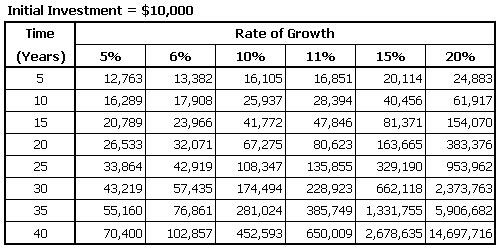 Initial Investment = $10,000
Time (Years) Rate of Growth
5% 6% 10% 11% 15% 20%
5 12,763 13,382 16,105 16,851 20,114 24,883
10 16,289 17,908 25,937 28,394 40,456 61,917
15 20,789 23,966 41,772 47,846 81,371 154,070
20 26,533 32,071 67,275 80,623 163,665 383,376
25 33,864 42,919 108,347 135,855 329,190 953,962
30 43,219 57,435 174,494 228,923 662,118 2,373,763
35 55,160 76,861 281,024 385,749 1,331,755 5,906,682
40 70,400 102,857 452,593 650,009 2,678,635 14,697,716